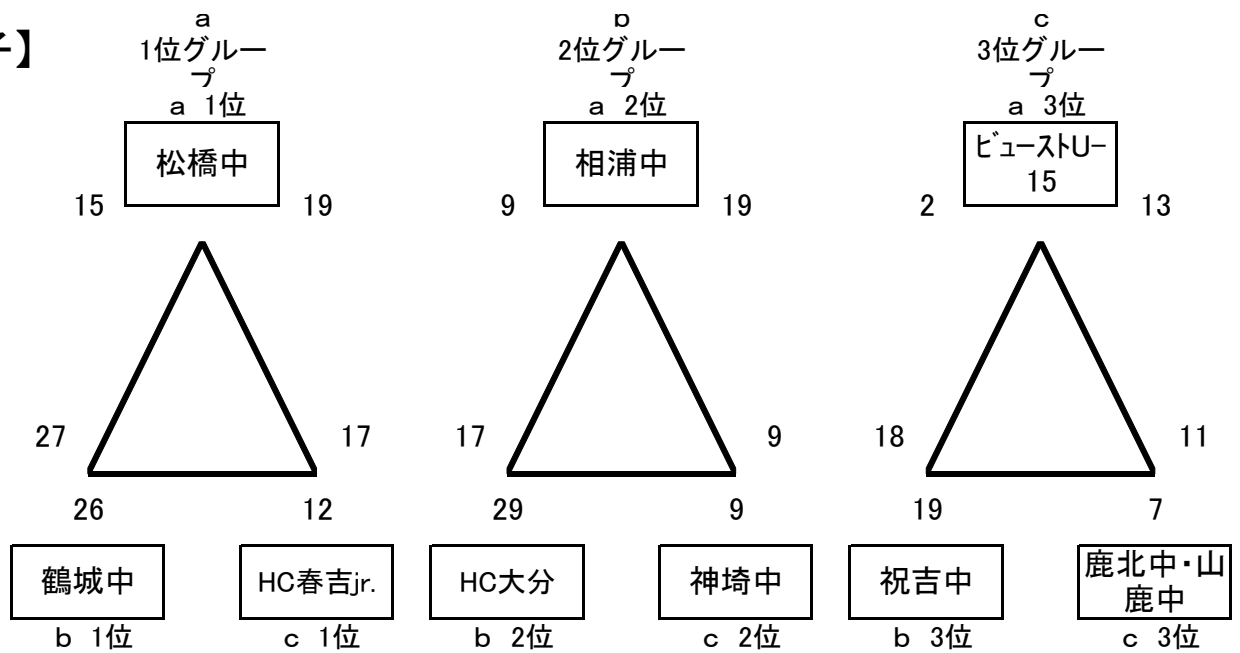 】
a b c
1位グルー 2位グルー 3位グルー
プ プ プ
a 1位 a 2位 a 3位
松橋中 相浦中 ﾋﾞｭｰｽﾄU-
15
15 19 9 19 2 13
27 17 17 9 18 11
26 12 29 9 19 7
鶴城中 HC春吉jr. HC大分 神埼中 祝吉中 鹿北中・山
鹿中
b 1位 c 1位 b 2位 c 2位 b 3位 c 3位